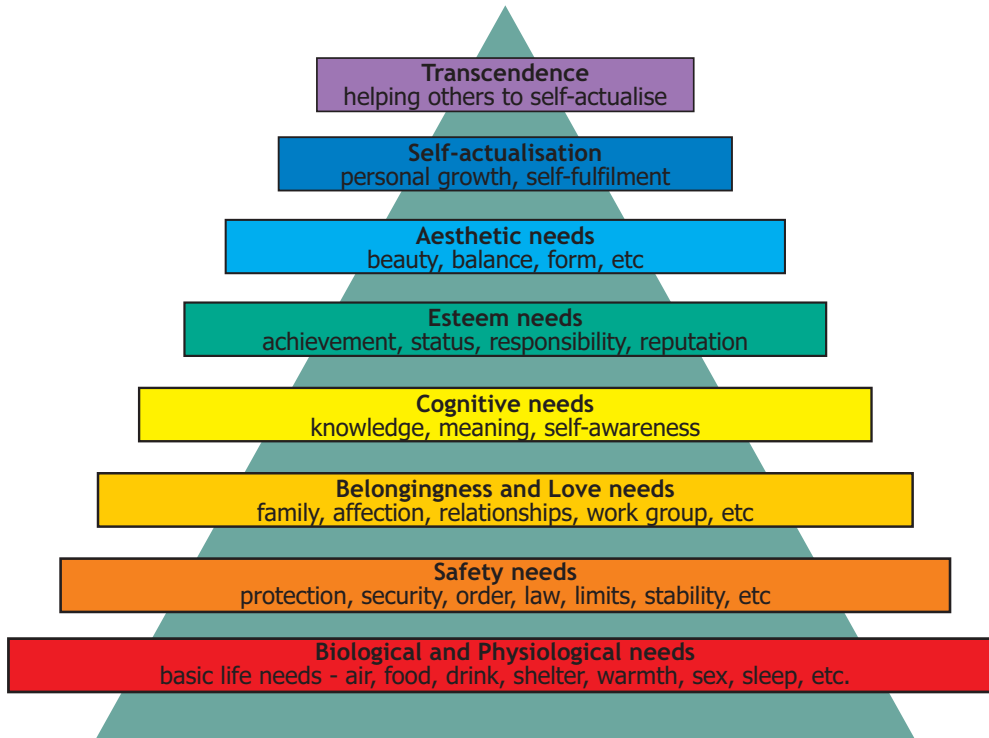 Transcendence
helping others to self-actualise
Self-actualisation
personal growth, self-fulfilment
Aesthetic needs
beauty, balance, form, etc
Esteem needs
achievement, status, responsibility, reputation
Cognitive needs
knowledge, meaning, self-awareness
Belongingness and Love needs
family, affection, relationships, work group, etc
Safety needs
protection, security, order, law, limits, stability, etc
Biological and Physiological needs
basic life needs - air, food, drink, shelter, warmth, sex, sleep, etc.